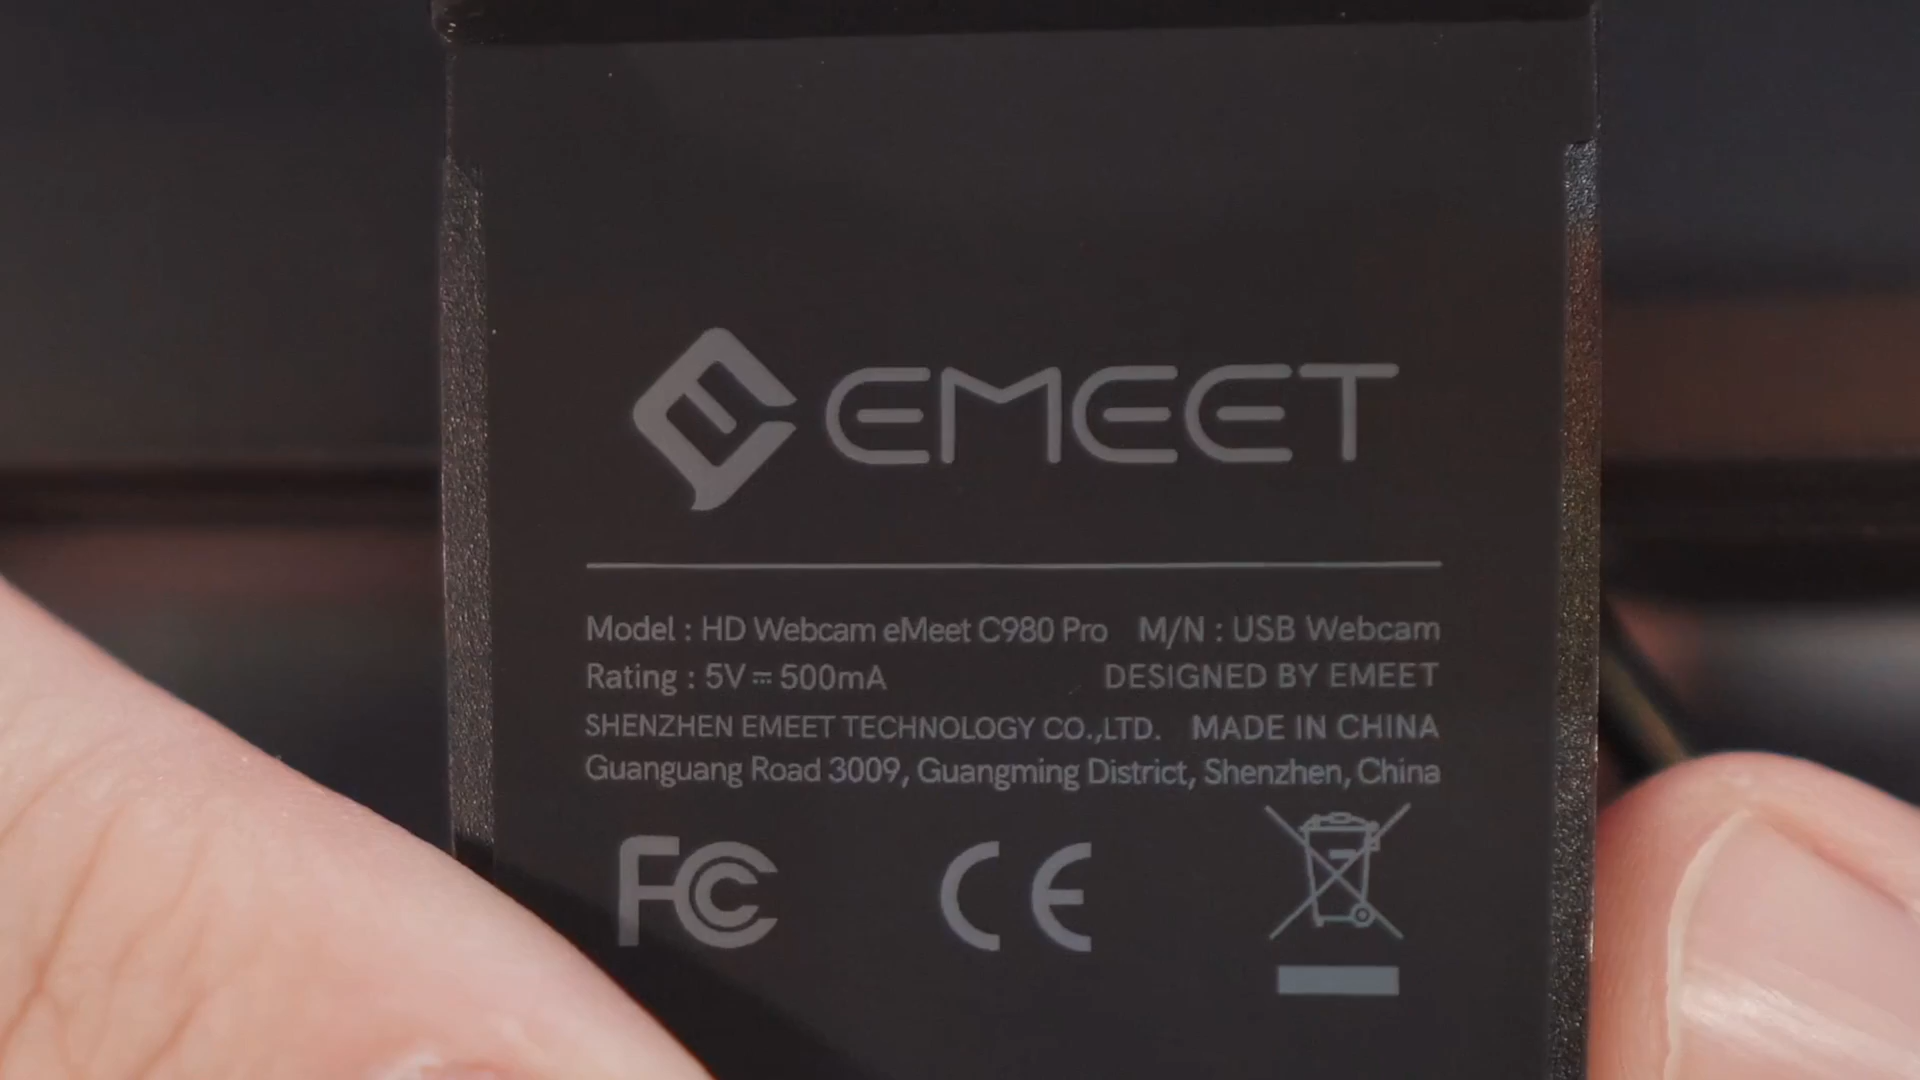 EMEET
Model : HD Webcam eMeet C980 Pro M/N : USB Webcam
Rating : 5V⎓500mA DESIGNED BY EMEET
SHENZHEN EMEET TECHNOLOGY CO.,LTD. MADE IN CHINA
Guanguang Road 3009, Guangming District, Shenzhen, China
FC CE